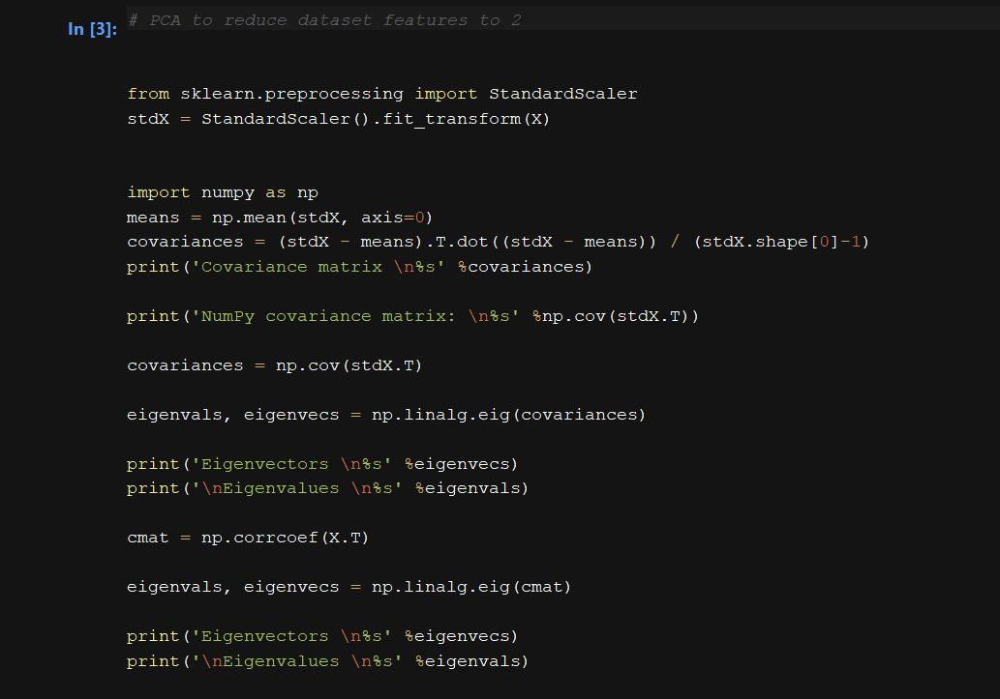 # PCA to reduce dataset features to 2
In [3]:
from sklearn.preprocessing import StandardScaler
stdX = StandardScaler().fit_transform(X)
import numpy as np
means = np.mean(stdX, axis=0)
covariances = (stdX - means).T.dot((stdX - means)) / (stdX.shape[0]-1)
print('Covariance matrix \n%s' %covariances)
print('NumPy covariance matrix: \n%s' %np.cov(stdX.T))
covariances = np.cov(stdX.T)
eigenvals, eigenvecs = np.linalg.eig(covariances)
print('Eigenvectors \n%s' %eigenvecs)
print('\nEigenvalues \n%s' %eigenvals)
cmat = np.corrcoef(X.T)
eigenvals, eigenvecs = np.linalg.eig(cmat)
print('Eigenvectors \n%s' %eigenvecs)
print('\nEigenvalues \n%s' %eigenvals)